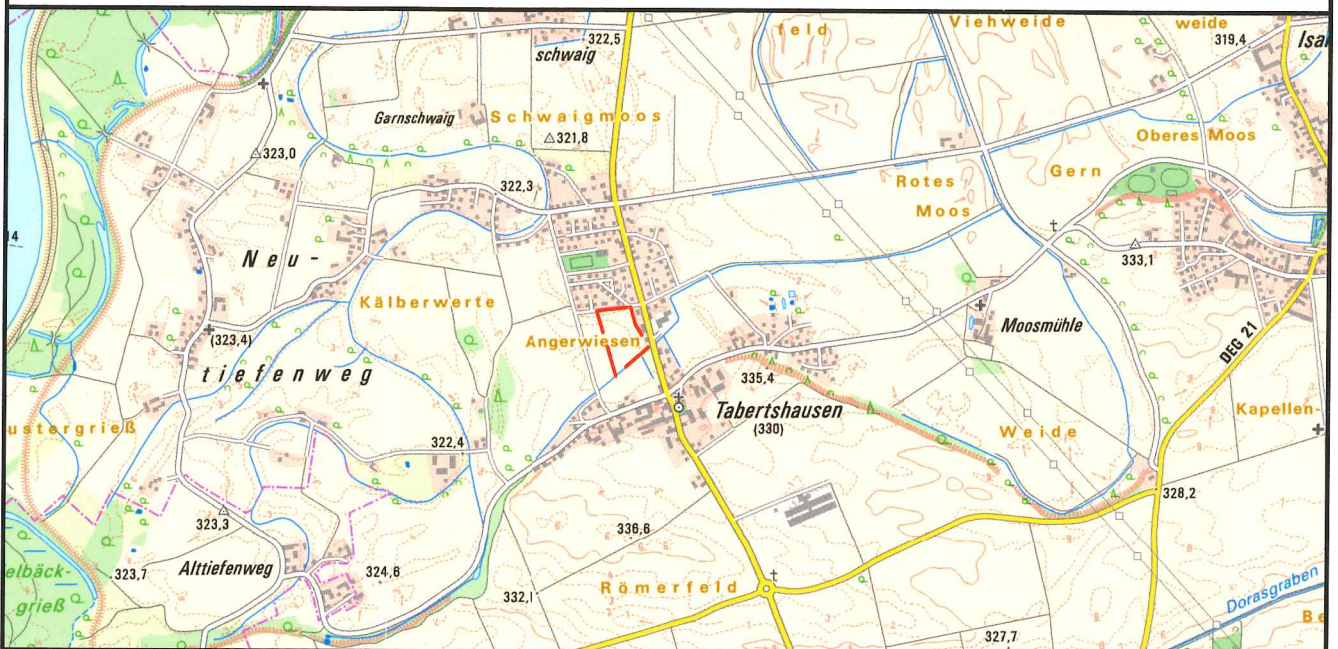 feld
Viehweide
weide
319,4
schwaig
322,5
Garnschwaig
Schwaigmoos
321,8
Oberes Moos
323,0
322,3
Rotes
Moos
Gern
14
Neu-
333,1
Kälberwerte
(323,4)
Angerwiesen
Moosmühle
DEG 21
tiefenweg
335,4
Tabertshausen
(330)
Kapellen-
ustergrieß
322,4
Weide
328,2
323,3
336,6
elbäck-
grieß
323,7
Alttiefenweg
324,6
332,1
Römerfeld
Dorasgraben
327,7